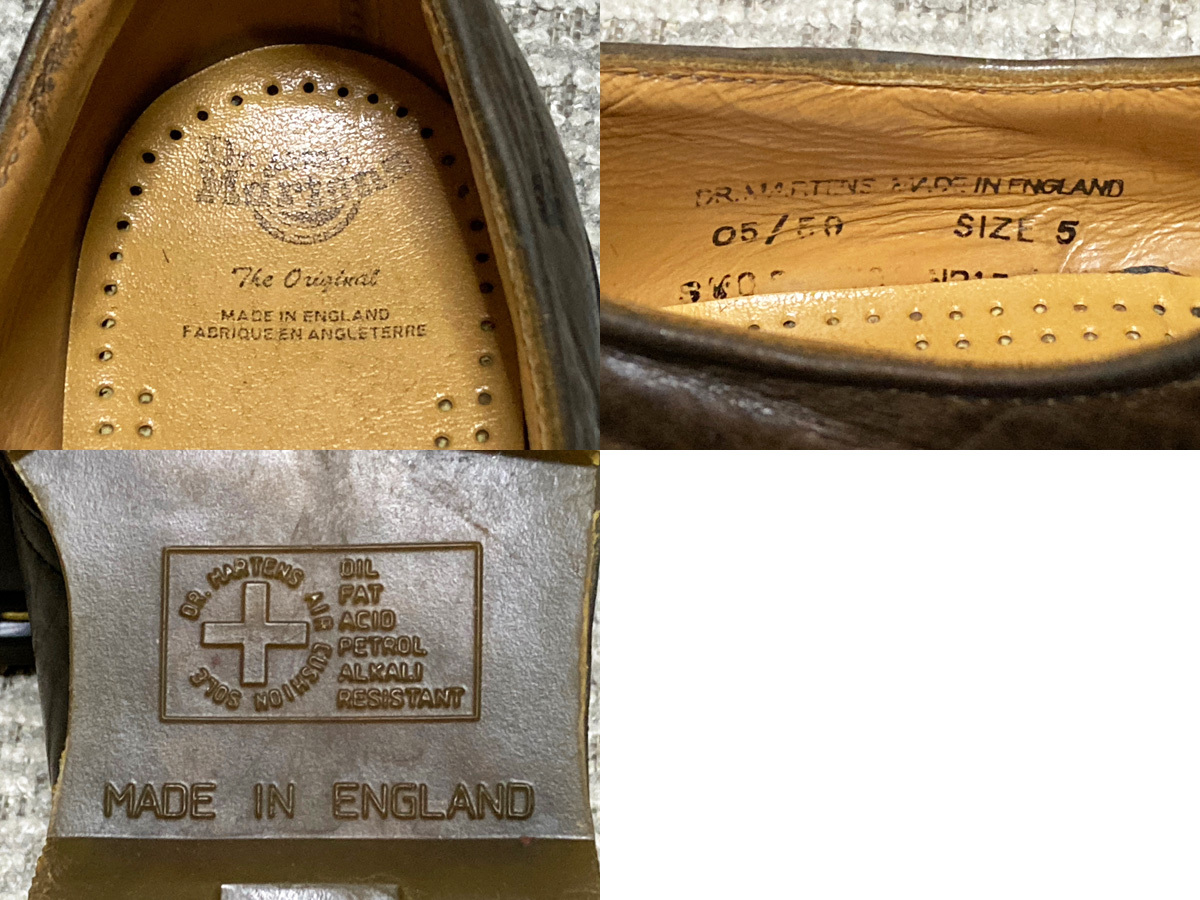 Dr. Martens
The Original
MADE IN ENGLAND
FABRIQUE EN ANGLETERRE
DR. MARTENS MADE IN ENGLAND
SIZE 5
DR. MARTENS AIR CUSHION SOLE
OIL
FAT
ACID
PETROL
ALKALI
RESISTANT
MADE IN ENGLAND